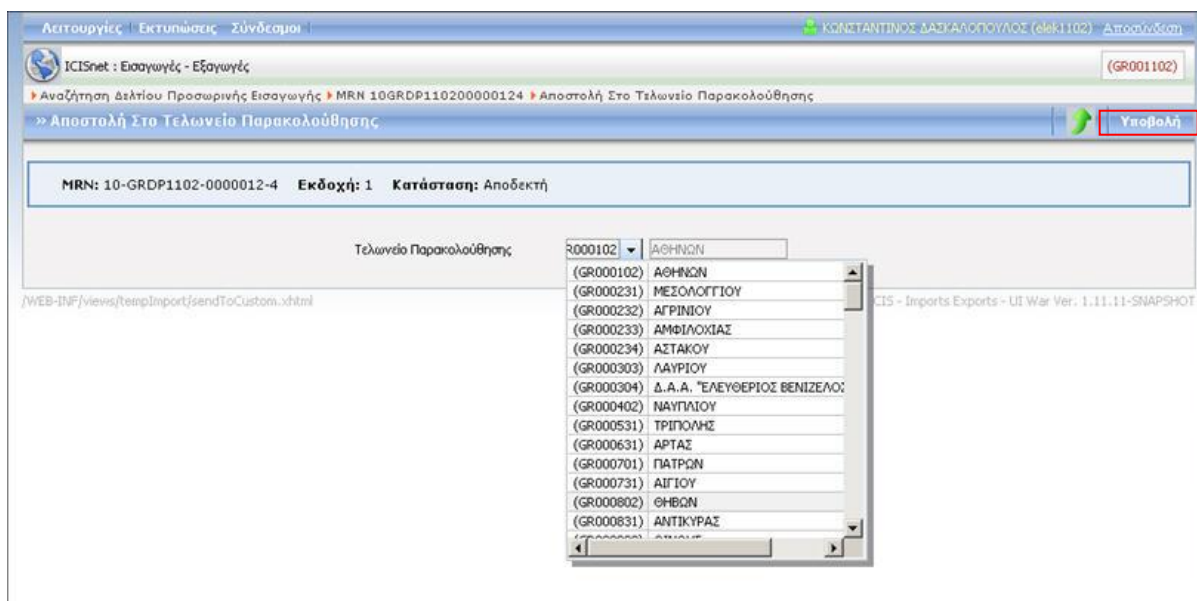 Λειτουργίες | Εκτυπώσεις Σύνδεσμοι | ΚΩΝΣΤΑΝΤΙΝΟΣ ΔΑΣΚΑΛΟΠΟΥΛΟΣ (elek1102) Αποσύνδεση
ICISnet : Εισαγωγές - Εξαγωγές (GR001102)
Αναζήτηση Δελτίου Προσωρινής Εισαγωγής MRN 10GRDP110200000124 Αποστολή Στο Τελωνείο Παρακολούθησης
» Αποστολή Στο Τελωνείο Παρακολούθησης Υποβολή
MRN: 10-GRDP1102-0000012-4 Εκδοχή: 1 Κατάσταση: Αποδεκτή
Τελωνείο Παρακολούθησης R000102 ΑΘΗΝΩΝ
(GR000102) ΑΘΗΝΩΝ
(GR000231) ΜΕΣΟΛΟΓΓΙΟΥ
/WEB-INF/views/tempImport/sendToCustom.xhtml CIS - Imports Exports - UI War Ver. 1.11.11-SNAPSHOT
(GR000232) ΑΓΡΙΝΙΟΥ
(GR000233) ΑΜΦΙΛΟΧΙΑΣ
(GR000234) ΑΣΤΑΚΟΥ
(GR000303) ΛΑΥΡΙΟΥ
(GR000304) Δ.Α.Α. "ΕΛΕΥΘΕΡΙΟΣ ΒΕΝΙΖΕΛΟΣ
(GR000402) ΝΑΥΠΛΙΟΥ
(GR000531) ΤΡΙΠΟΛΗΣ
(GR000631) ΑΡΤΑΣ
(GR000701) ΠΑΤΡΩΝ
(GR000731) ΑΙΓΙΟΥ
(GR000802) ΘΗΒΩΝ
(GR000831) ΑΝΤΙΚΥΡΑΣ